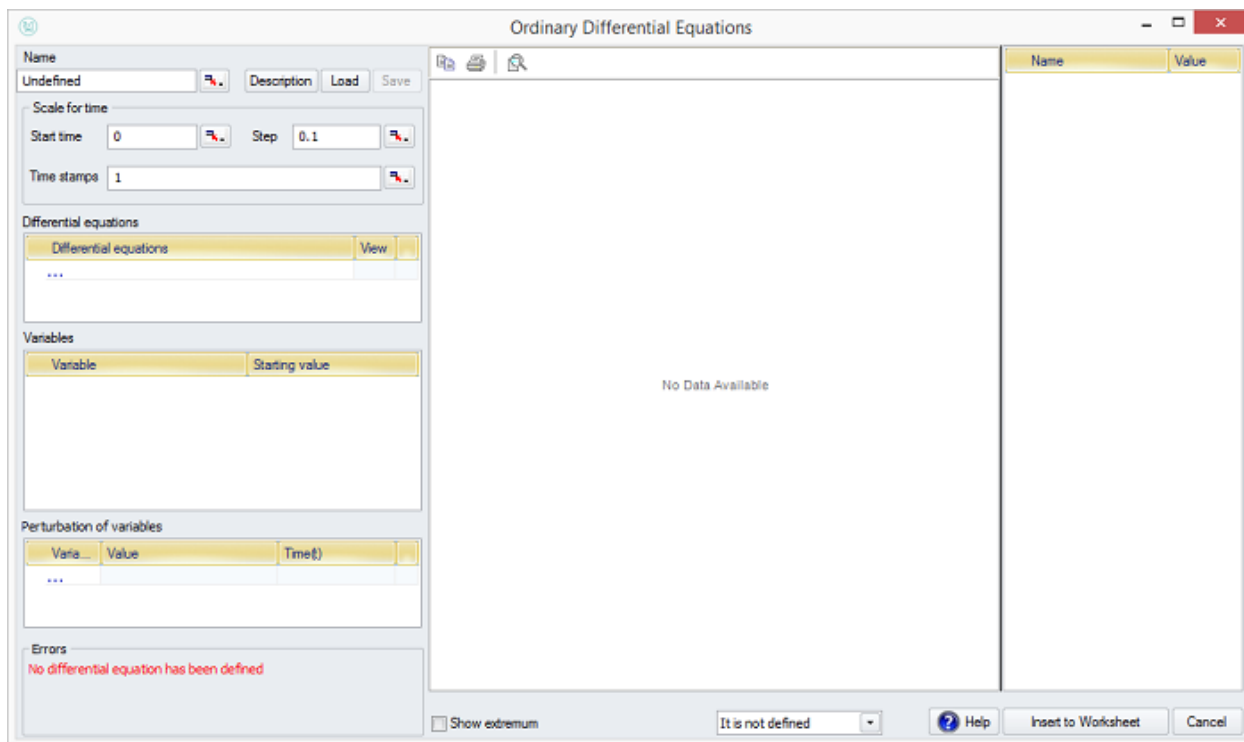 Ordinary Differential Equations
Name
Undefined
Description
Load
Save
Scale for time
Start time
0
Step
0.1
Time stamps
1
Differential equations
Differential equations
View
...
Variables
Variable
Starting value
Perturbation of variables
Varia...
Value
Time(t)
...
Errors
No differential equation has been defined
No Data Available
Show extremum
It is not defined
Help
Insert to Worksheet
Cancel
Name
Value